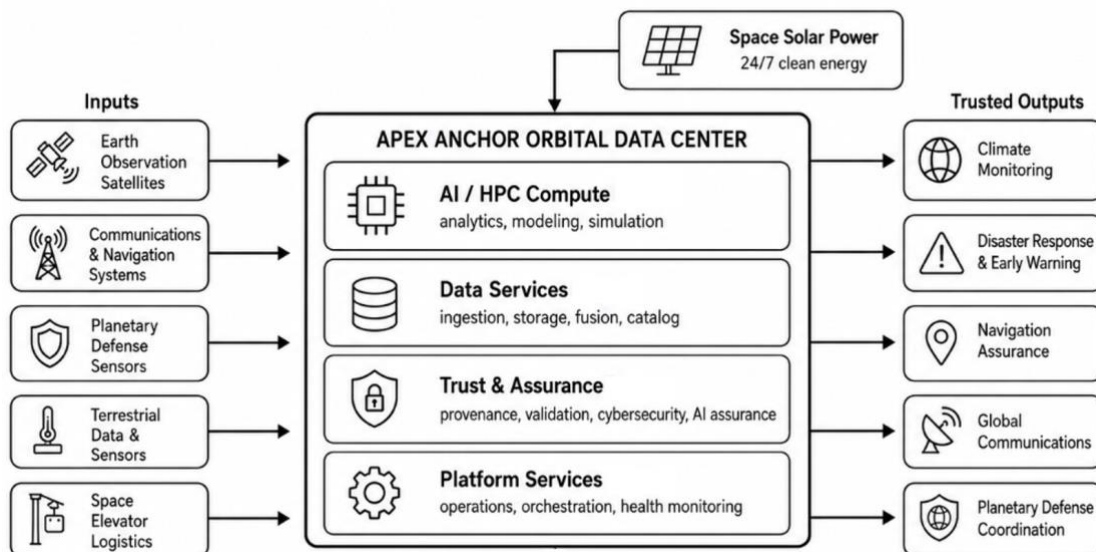 Space Solar Power
24/7 clean energy
Inputs
Trusted Outputs
Earth
Observation
Satellites
Communications
& Navigation
Systems
Planetary
Defense
Sensors
Terrestrial
Data &
Sensors
Space
Elevator
Logistics
APEX ANCHOR ORBITAL DATA CENTER
AI / HPC Compute
analytics, modeling, simulation
Data Services
ingestion, storage, fusion, catalog
Trust & Assurance
provenance, validation, cybersecurity, AI assurance
Platform Services
operations, orchestration, health monitoring
Climate
Monitoring
Disaster Response
& Early Warning
Navigation
Assurance
Global
Communications
Planetary Defense
Coordination